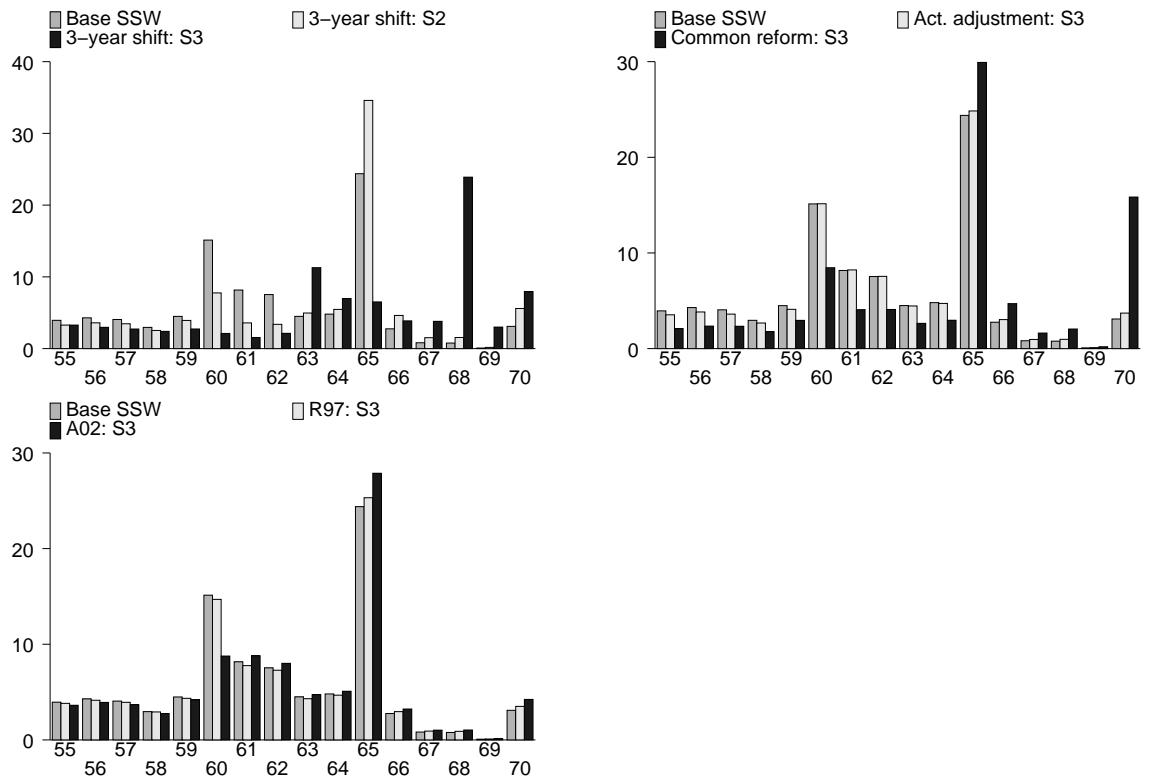 Base SSW 3−year shift: S2
3−year shift: S3
40
30
20
10
0
55 57 59 61 63 65 67 69
56 58 60 62 64 66 68 70
Base SSW Act. adjustment: S3
Common reform: S3
30
20
10
0
55 57 59 61 63 65 67 69
56 58 60 62 64 66 68 70
Base SSW R97: S3
A02: S3
30
20
10
0
55 57 59 61 63 65 67 69
56 58 60 62 64 66 68 70